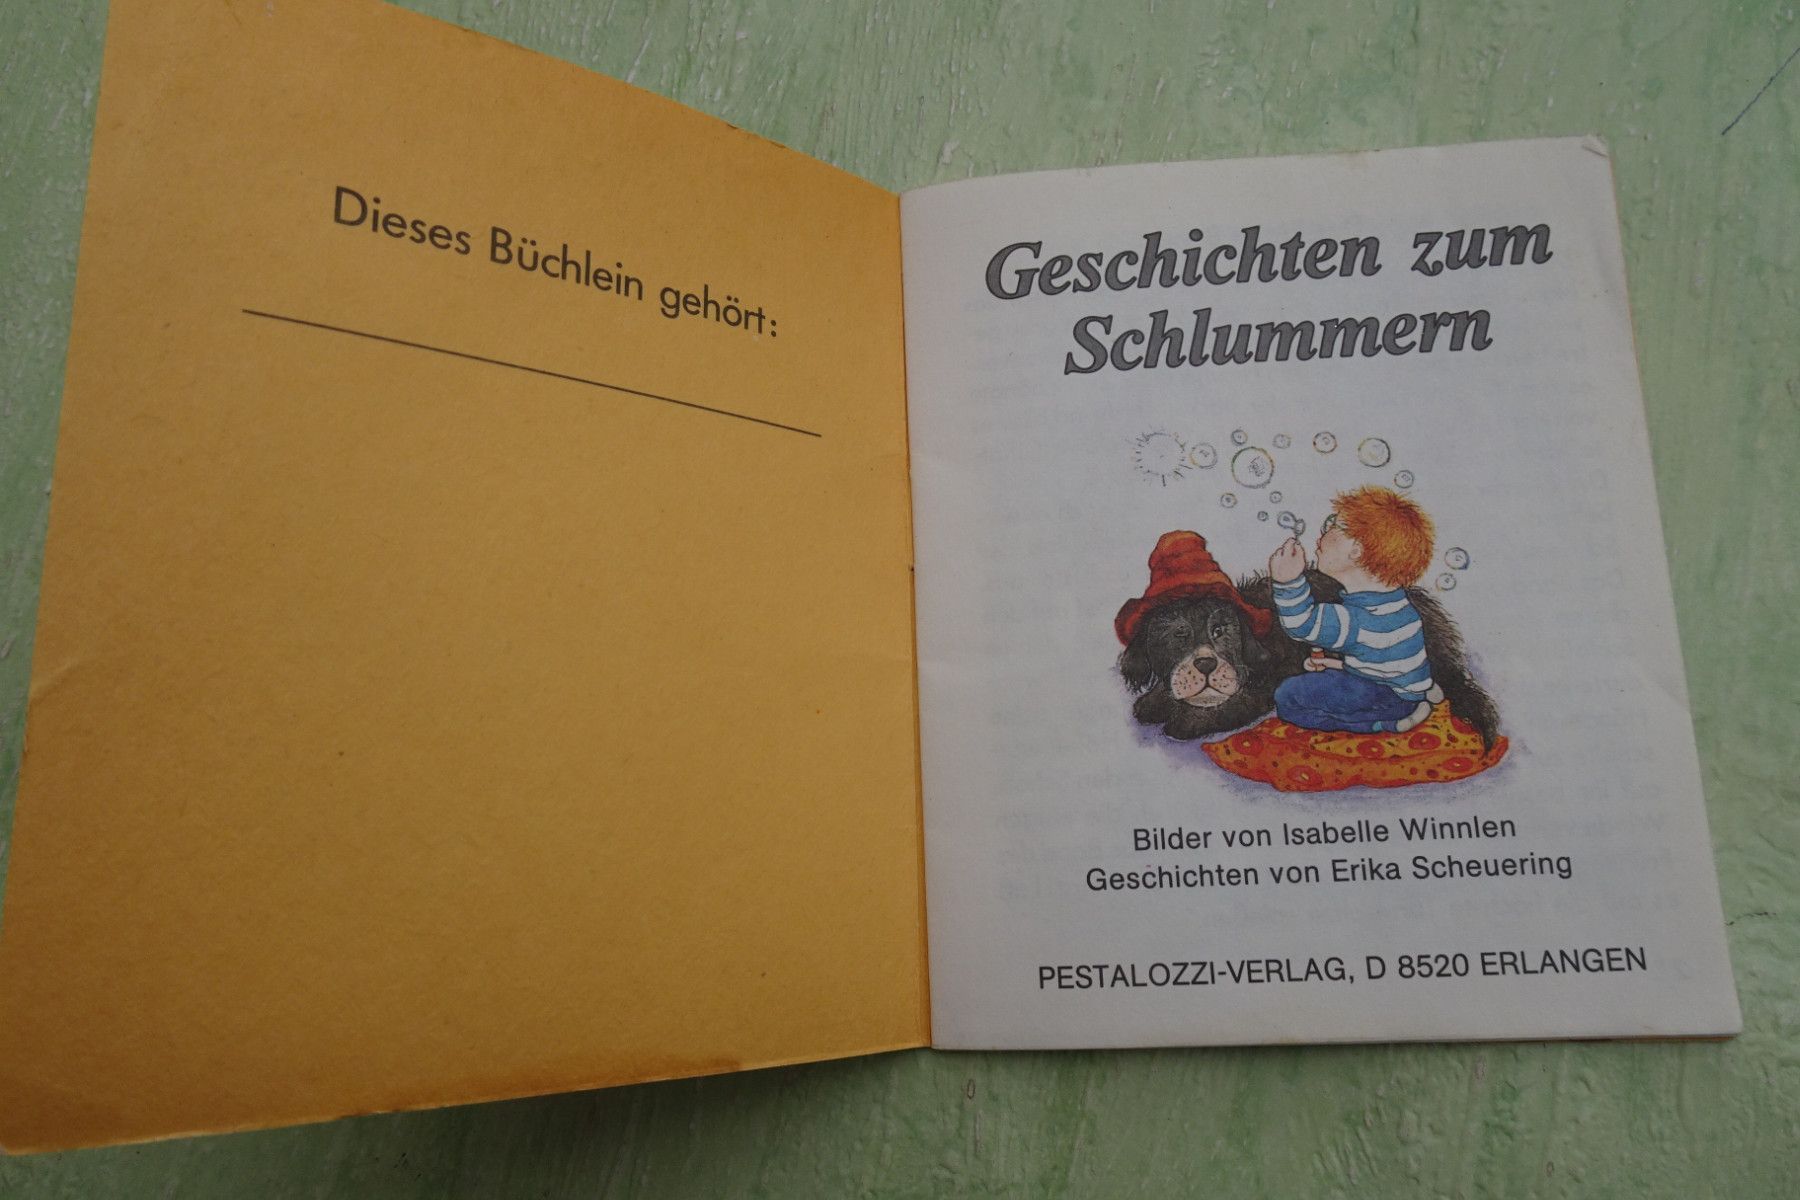 Dieses Büchlein gehört:
Geschichten zum
Schlummern
Bilder von Isabelle Winnlen
Geschichten von Erika Scheuering
PESTALOZZI-VERLAG, D 8520 ERLANGEN